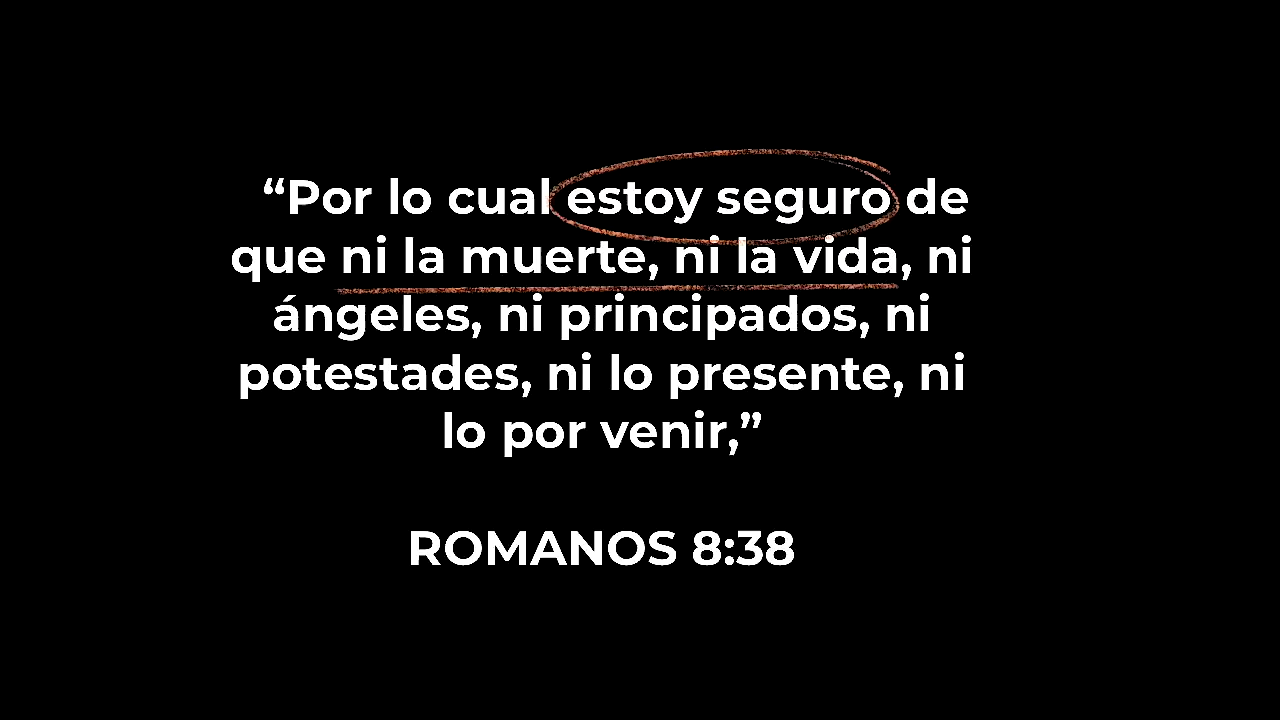 “Por lo cual estoy seguro de
que ni la muerte, ni la vida, ni
ángeles, ni principados, ni
potestades, ni lo presente, ni
lo por venir,”
ROMANOS 8:38